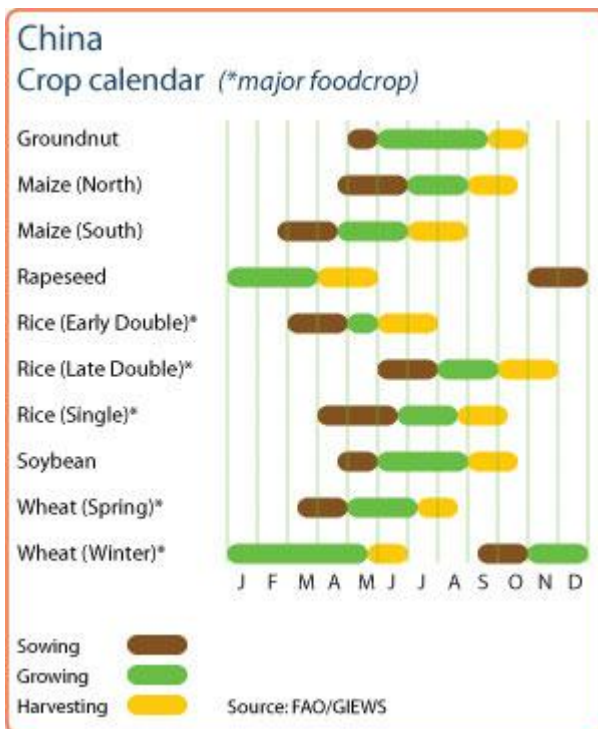 China
Crop calendar (*major foodcrop)
Groundnut
Maize (North)
Maize (South)
Rapeseed
Rice (Early Double)*
Rice (Late Double)*
Rice (Single)*
Soybean
Wheat (Spring)*
Wheat (Winter)*
J F M A M J J A S O N D
Sowing
Growing
Harvesting Source: FAO/GIEWS